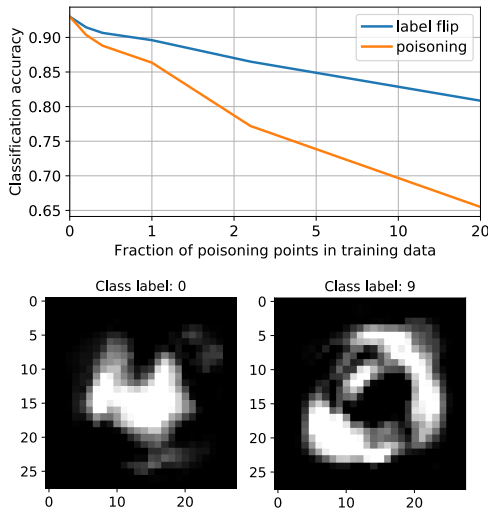 Classification accuracy
0.90
0.85
0.80
0.75
0.70
0.65
label flip
poisoning
0 1 2 5 10 20
Fraction of poisoning points in training data
Class label: 0
0
5
10
15
20
25
0 10 20
Class label: 9
0
5
10
15
20
25
0 10 20